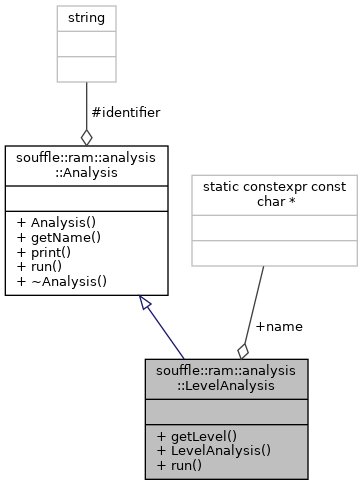 string
#identifier
souffle::ram::analysis
::Analysis
+ Analysis()
+ getName()
+ print()
+ run()
+ ~Analysis()
static constexpr const
char *
+name
souffle::ram::analysis
::LevelAnalysis
+ getLevel()
+ LevelAnalysis()
+ run()